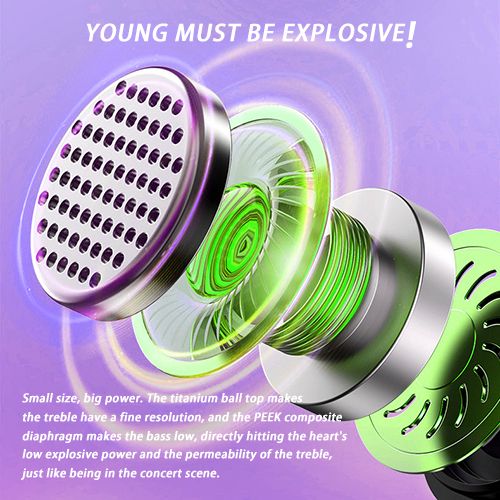 YOUNG MUST BE EXPLOSIVE!
Small size, big power. The titanium ball top makes
the treble have a fine resolution, and the PEEK composite
diaphragm makes the bass low, directly hitting the heart's
low explosive power and the permeability of the treble,
just like being in the concert scene.